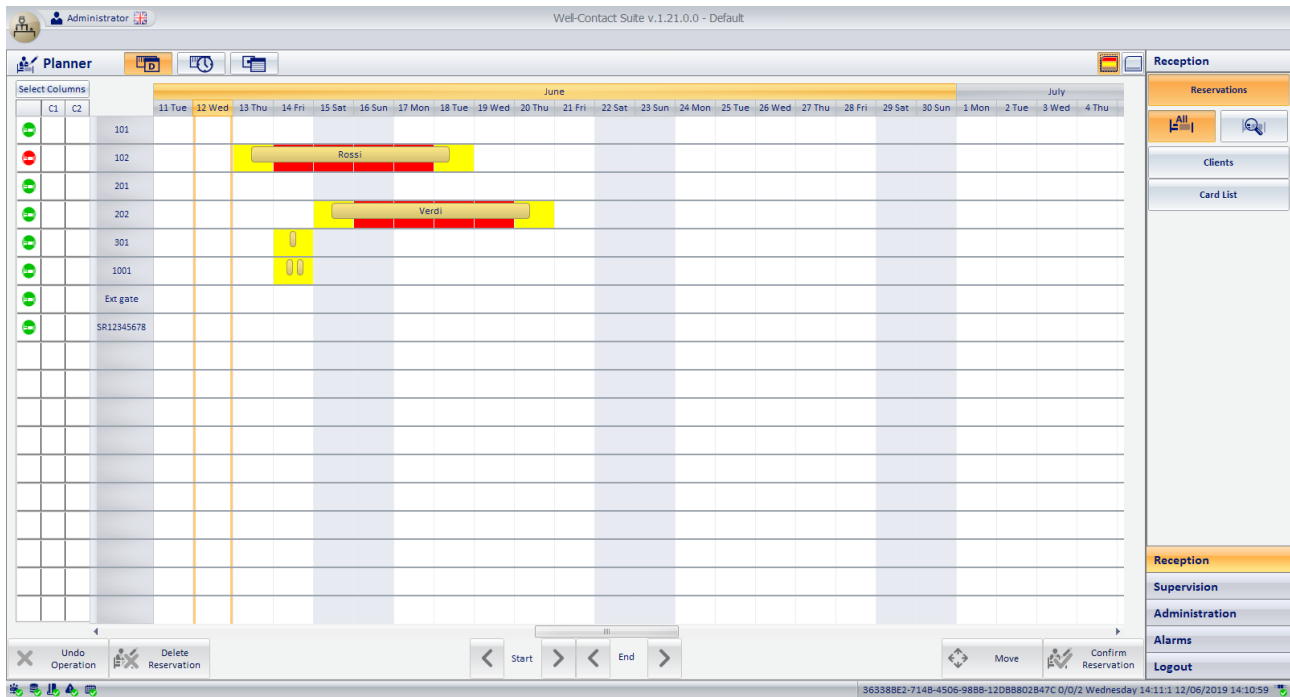 Administrator
Well-Contact Suite v.1.21.0.0 - Default
Planner
Reception
Select Columns
June
July
C1 C2
11 Tue 12 Wed 13 Thu 14 Fri 15 Sat 16 Sun 17 Mon 18 Tue 19 Wed 20 Thu 21 Fri 22 Sat 23 Sun 24 Mon 25 Tue 26 Wed 27 Thu 28 Fri 29 Sat 30 Sun 1 Mon 2 Tue 3 Wed 4 Thu
101
102 Rossi
201
202 Verdi
301
1001
Ext gate
SR12345678
Reservations
All
Clients
Card List
Reception
Supervision
Administration
Alarms
Logout
Undo
Operation
Delete
Reservation
Start
End
Move
Confirm
Reservation
363388E2-714B-4506-98BB-12DBB802B47C 0/0/2 Wednesday 14:11:1 12/06/2019 14:10:59